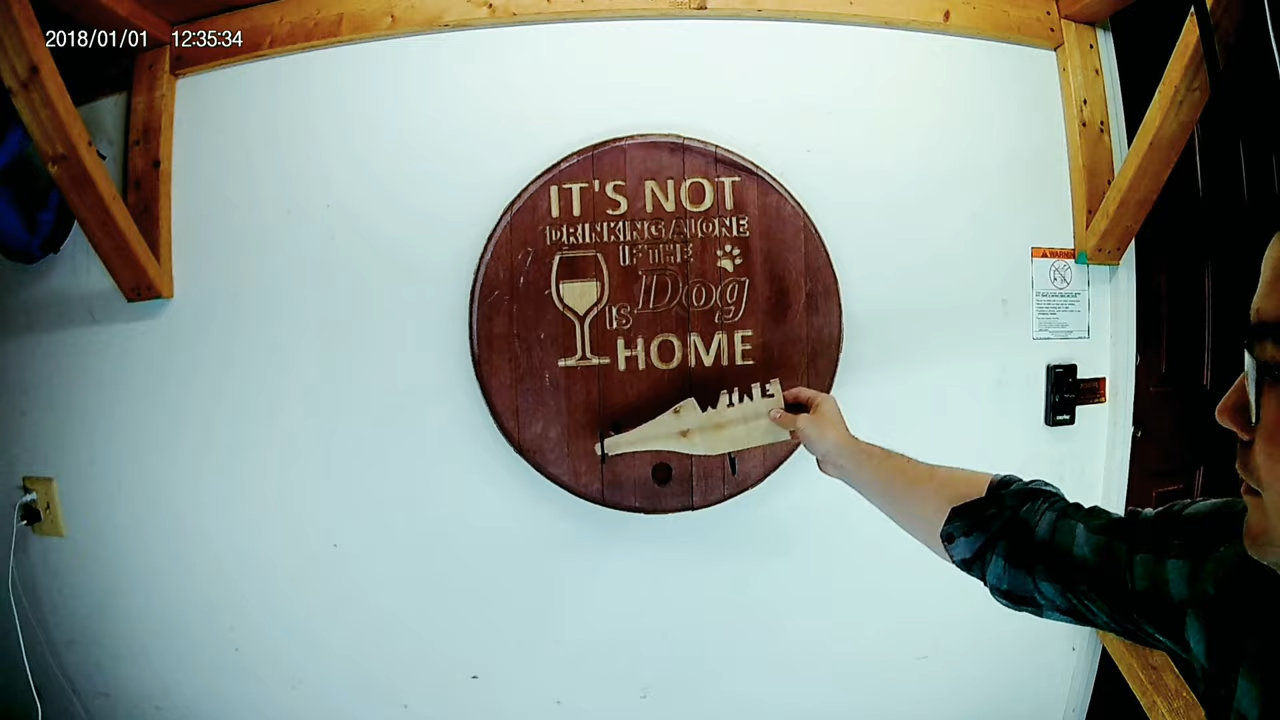 2018/01/01 12:35:34
IT'S NOT
DRINKING ALONE
IF THE
IS Dog
HOME
WINE
WARNING